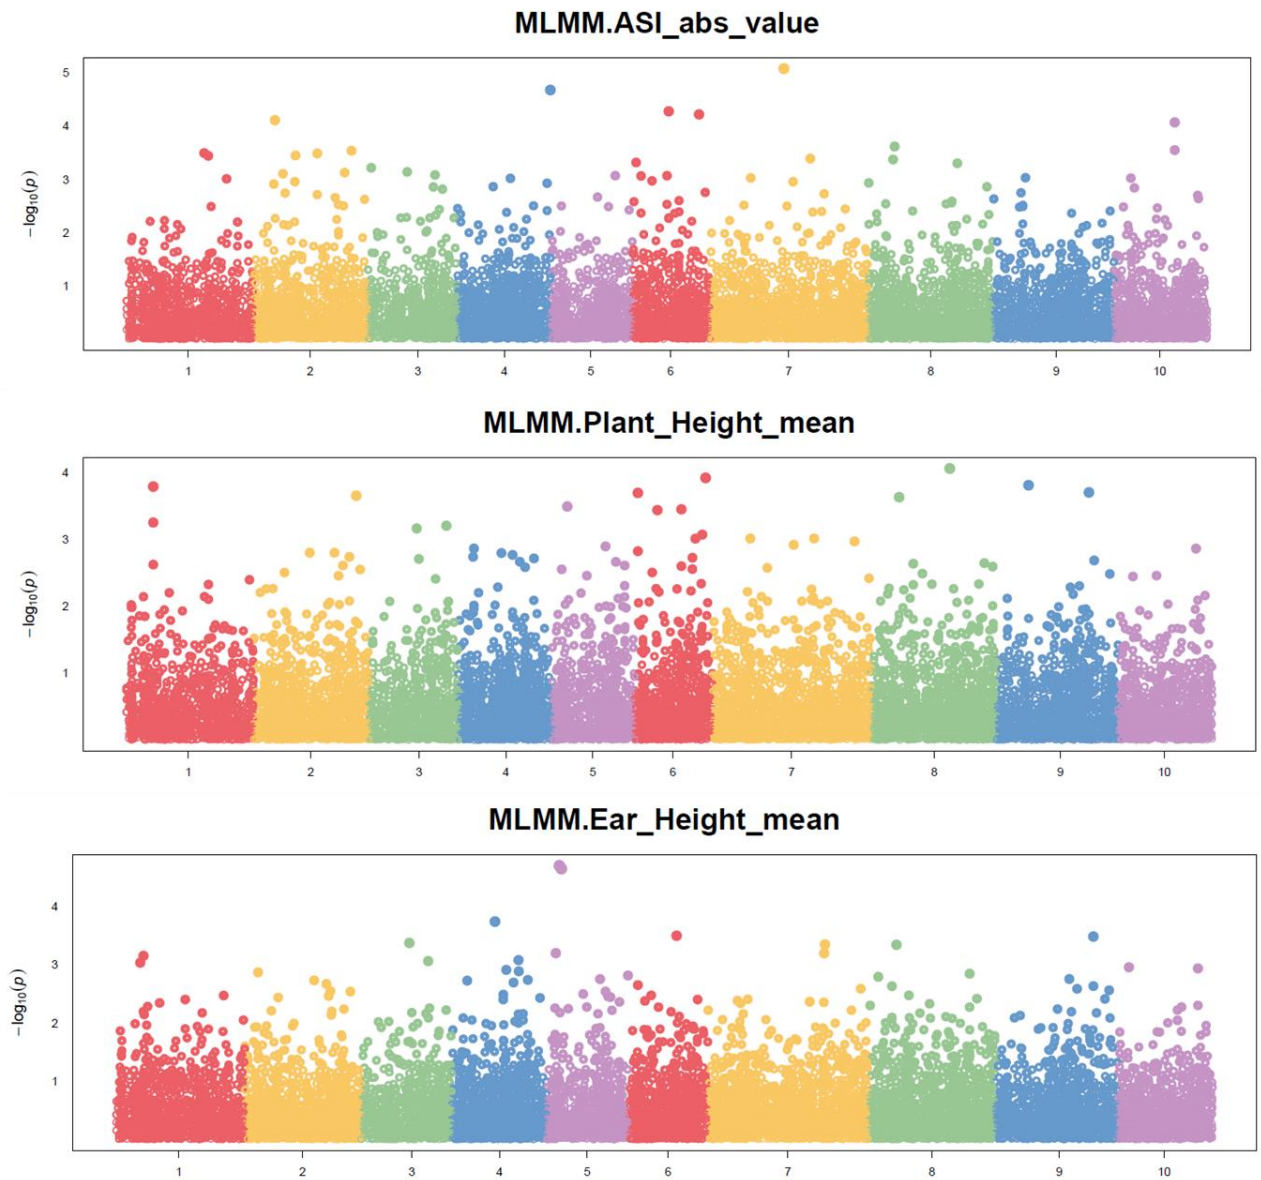 MLMM.ASI_abs_value
5
4
3
2
1
−log₁₀(p)
1 2 3 4 5 6 7 8 9 10
MLMM.Plant_Height_mean
4
3
2
1
−log₁₀(p)
1 2 3 4 5 6 7 8 9 10
MLMM.Ear_Height_mean
4
3
2
1
−log₁₀(p)
1 2 3 4 5 6 7 8 9 10